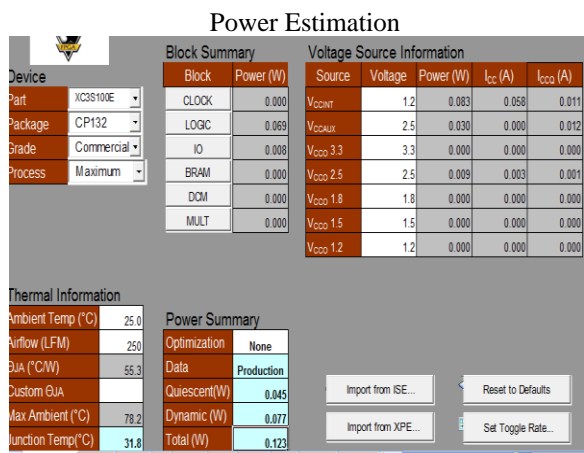 Power Estimation
FPGA
Block Summary Voltage Source Information
Device Block Power (W) Source Voltage Power (W) ICC (A) ICCQ (A)
Part XC3S100E CLOCK 0.000 VCCINT 1.2 0.083 0.058 0.011
Package CP132 LOGIC 0.069 VCCAUX 2.5 0.030 0.000 0.012
Grade Commercial IO 0.008 VCCO 3.3 3.3 0.000 0.000 0.000
Process Maximum BRAM 0.000 VCCO 2.5 2.5 0.009 0.003 0.001
DCM 0.000 VCCO 1.8 1.8 0.000 0.000 0.000
MULT 0.000 VCCO 1.5 1.5 0.000 0.000 0.000
VCCO 1.2 1.2 0.000 0.000 0.000
Thermal Information
Ambient Temp (°C) 25.0 Power Summary
Airflow (LFM) 250 Optimization None
ΘJA (°C/W) 55.3 Data Production
Custom ΘJA Quiescent(W) 0.045 Import from ISE... Reset to Defaults
Max Ambient (°C) 78.2 Dynamic (W) 0.077
Junction Temp(°C) 31.8 Total (W) 0.123 Import from XPE... Set Toggle Rate...